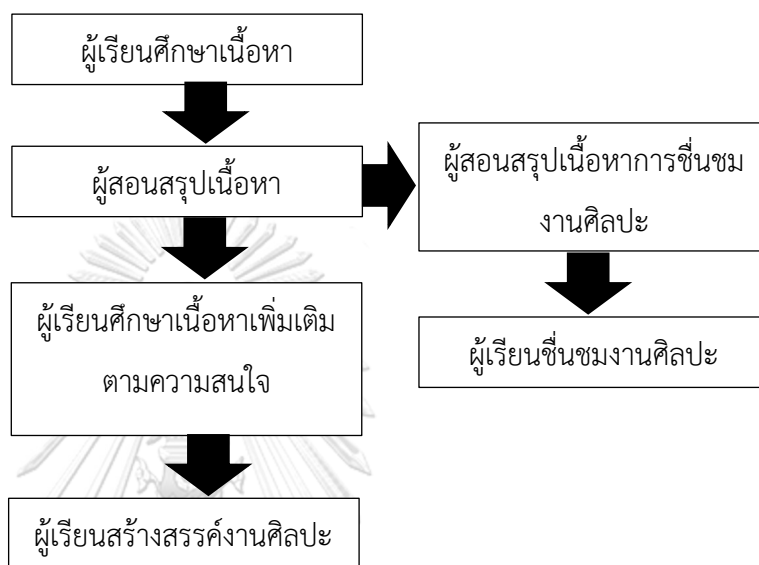 ผู้เรียนศึกษาเนื้อหา
ผู้สอนสรุปเนื้อหา
ผู้เรียนศึกษาเนื้อหาเพิ่มเติม
ตามความสนใจ
ผู้เรียนสร้างสรรค์งานศิลปะ
ผู้สอนสรุปเนื้อหาการชื่นชม
งานศิลปะ
ผู้เรียนชื่นชมงานศิลปะ